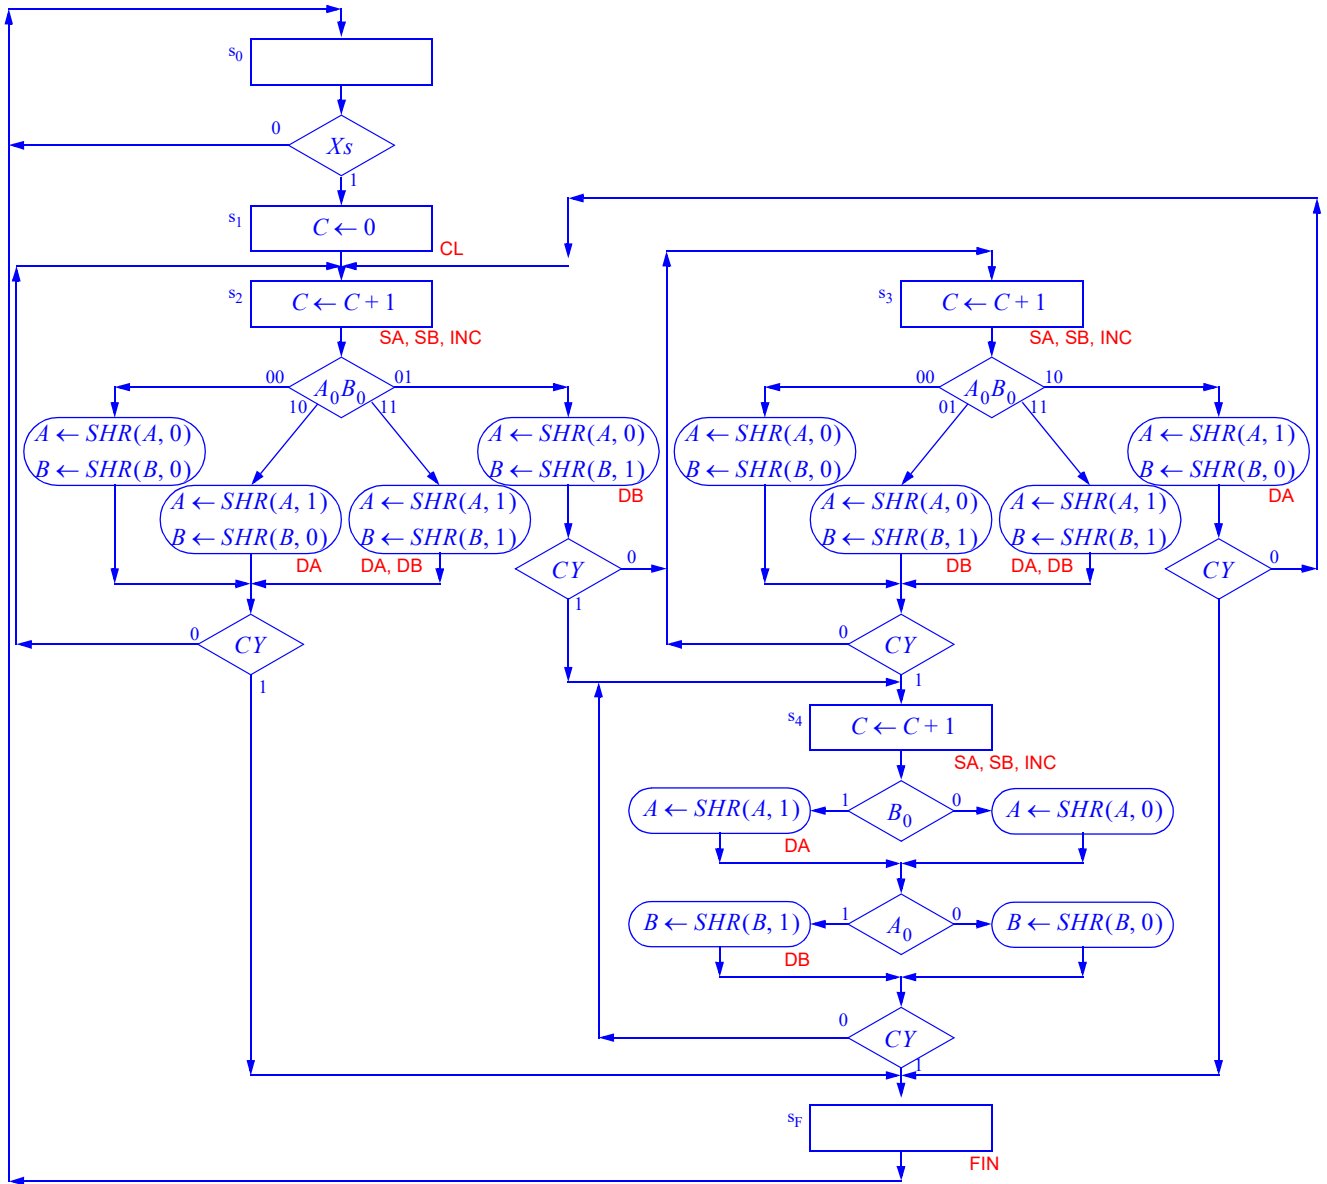 s0
0
Xs
1
s1
C ← 0
CL
s2
C ← C + 1
SA, SB, INC
00
A0B0
01
10
11
A ← SHR(A, 0)
B ← SHR(B, 0)
A ← SHR(A, 1)
B ← SHR(B, 0)
DA
A ← SHR(A, 1)
B ← SHR(B, 1)
DA, DB
A ← SHR(A, 0)
B ← SHR(B, 1)
DB
CY
0
1
0
CY
1
s3
C ← C + 1
SA, SB, INC
00
A0B0
10
01
11
A ← SHR(A, 0)
B ← SHR(B, 0)
A ← SHR(A, 0)
B ← SHR(B, 1)
DB
A ← SHR(A, 1)
B ← SHR(B, 1)
DA, DB
A ← SHR(A, 1)
B ← SHR(B, 0)
DA
CY
0
0
CY
1
s4
C ← C + 1
SA, SB, INC
A ← SHR(A, 1)
1
B0
0
A ← SHR(A, 0)
DA
B ← SHR(B, 1)
1
A0
0
B ← SHR(B, 0)
DB
0
CY
1
sF
FIN